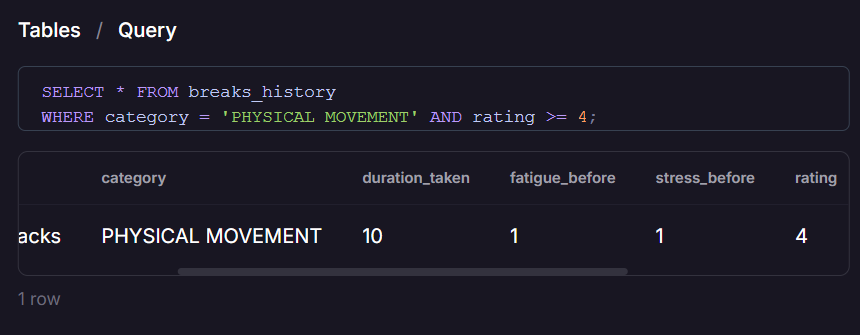 Tables / Query
SELECT * FROM breaks_history
WHERE category = 'PHYSICAL MOVEMENT' AND rating >= 4;
category duration_taken fatigue_before stress_before rating
acks PHYSICAL MOVEMENT 10 1 1 4
1 row